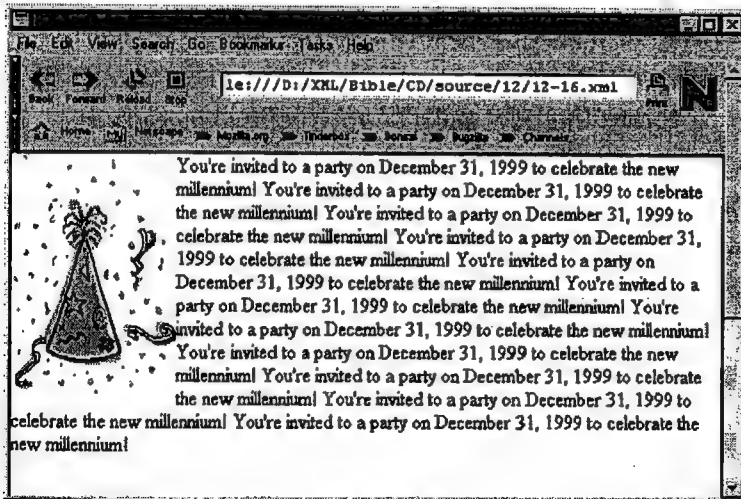 File Edit View Search Go Bookmarks Tasks Help
le:///D:/XML/Bible/CD/source/12/12-16.xml
Back Forward Reload Stop Print N
Home My Netscape Mozilla.org Tinderbox Bonsai Bugzilla Channels
You're invited to a party on December 31, 1999 to celebrate the new
millennium! You're invited to a party on December 31, 1999 to celebrate
the new millennium! You're invited to a party on December 31, 1999 to
celebrate the new millennium! You're invited to a party on December 31,
1999 to celebrate the new millennium! You're invited to a party on
December 31, 1999 to celebrate the new millennium! You're invited to a
party on December 31, 1999 to celebrate the new millennium! You're
invited to a party on December 31, 1999 to celebrate the new millennium!
You're invited to a party on December 31, 1999 to celebrate the new
millennium! You're invited to a party on December 31, 1999 to celebrate
the new millennium! You're invited to a party on December 31, 1999 to
celebrate the new millennium! You're invited to a party on December 31, 1999 to celebrate the
new millennium!